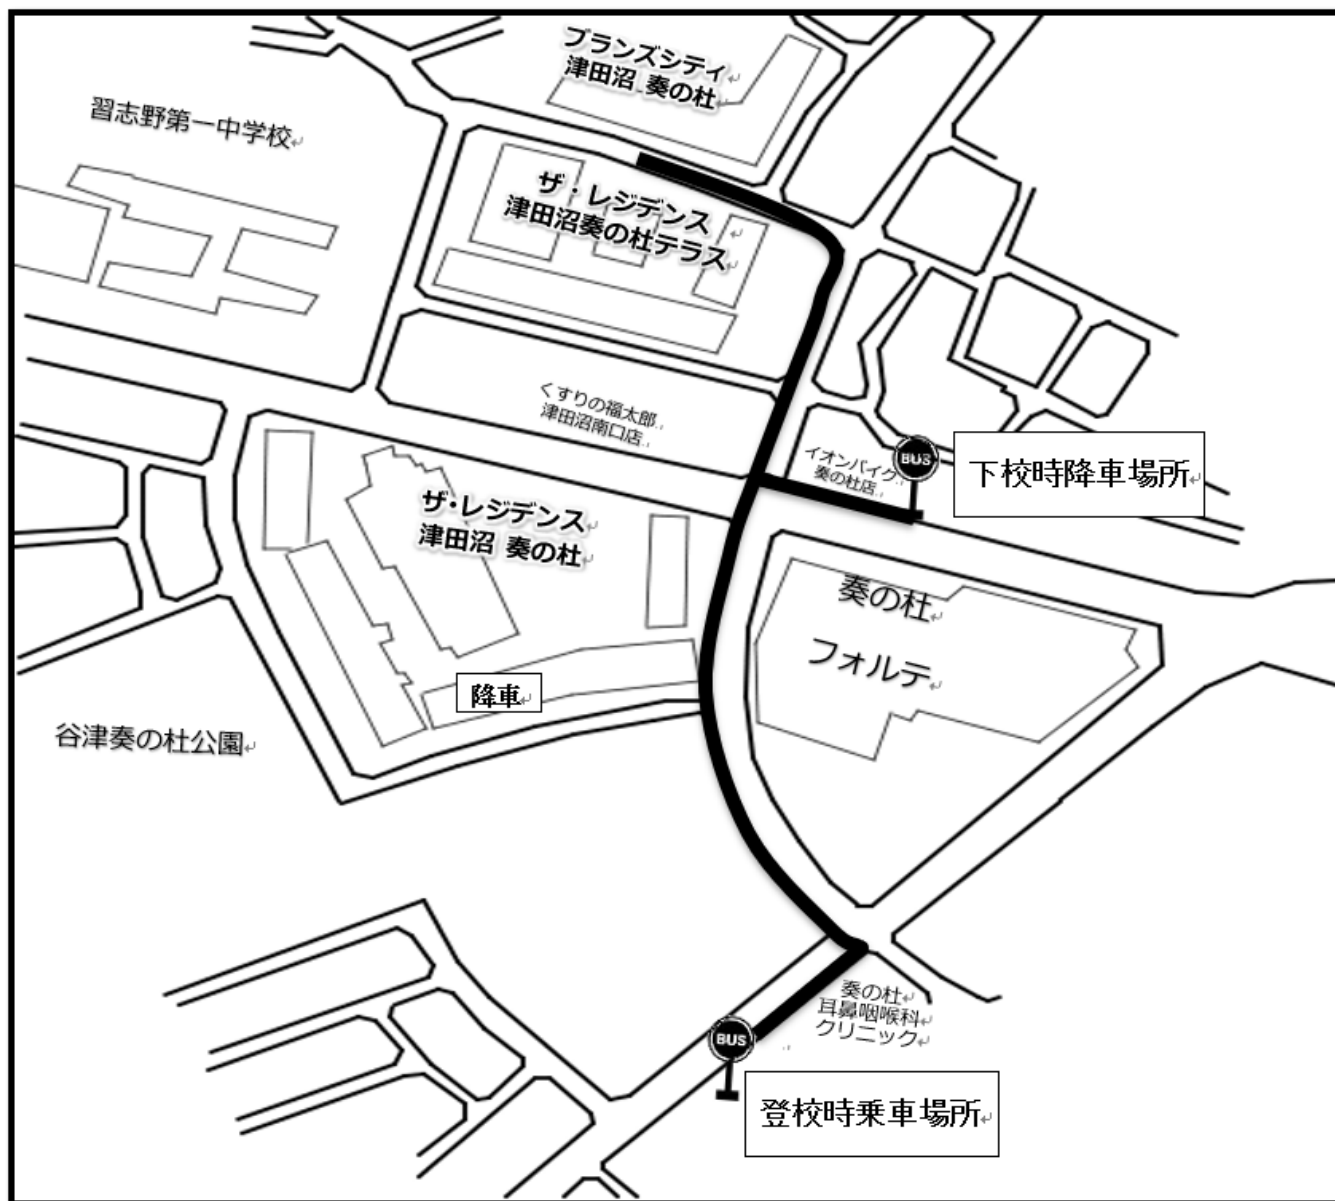 ブランズシティ
津田沼 奏の杜
習志野第一中学校
ザ・レジデンス
津田沼奏の杜テラス
くすりの福太郎
津田沼南口店
イオンバイク
奏の杜店
BUS
下校時降車場所
ザ・レジデンス
津田沼 奏の杜
奏の杜
フォルテ
降車
谷津奏の杜公園
奏の杜
耳鼻咽喉科
クリニック
BUS
登校時乗車場所